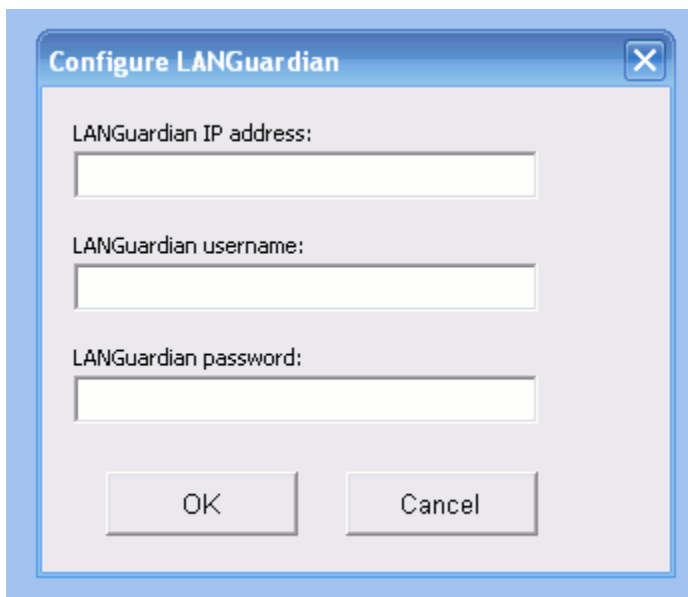 Configure LANGuardian
LANGuardian IP address:
LANGuardian username:
LANGuardian password:
OK
Cancel